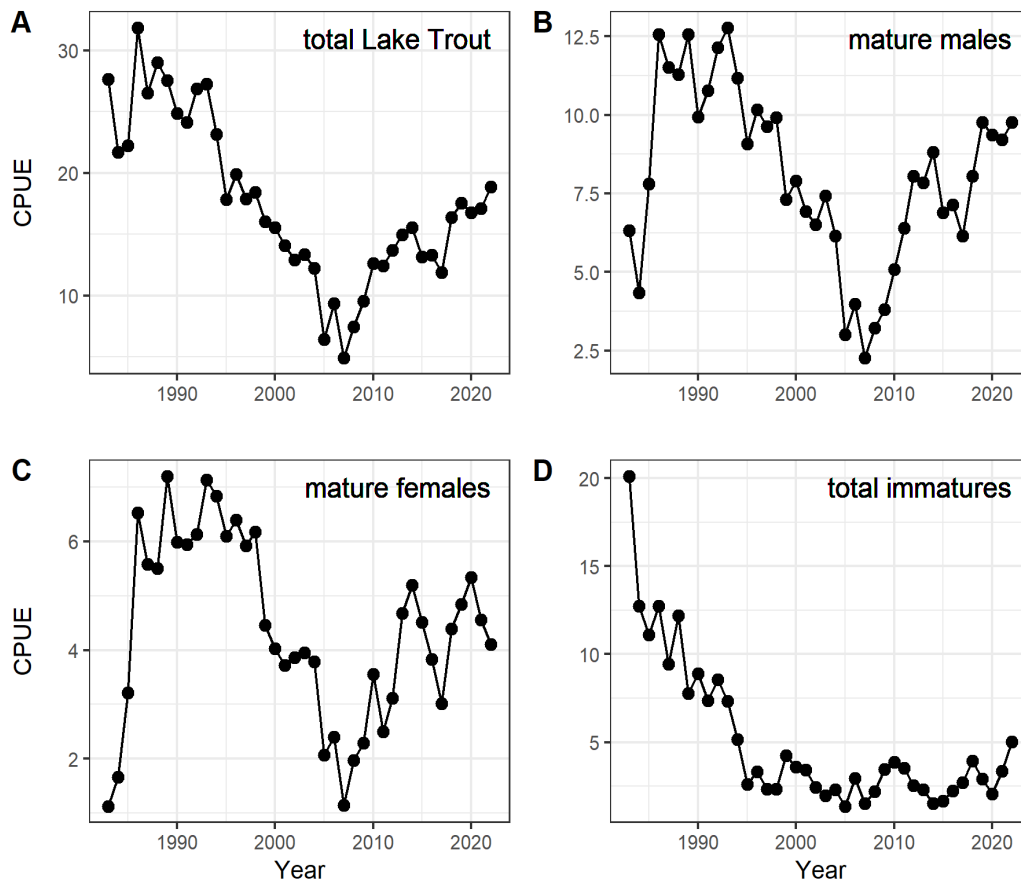 A
total Lake Trout
CPUE
30
20
10
1990 2000 2010 2020
B
mature males
12.5
10.0
7.5
5.0
2.5
1990 2000 2010 2020
C
mature females
CPUE
6
4
2
1990 2000 2010 2020
Year
D
total immatures
20
15
10
5
1990 2000 2010 2020
Year